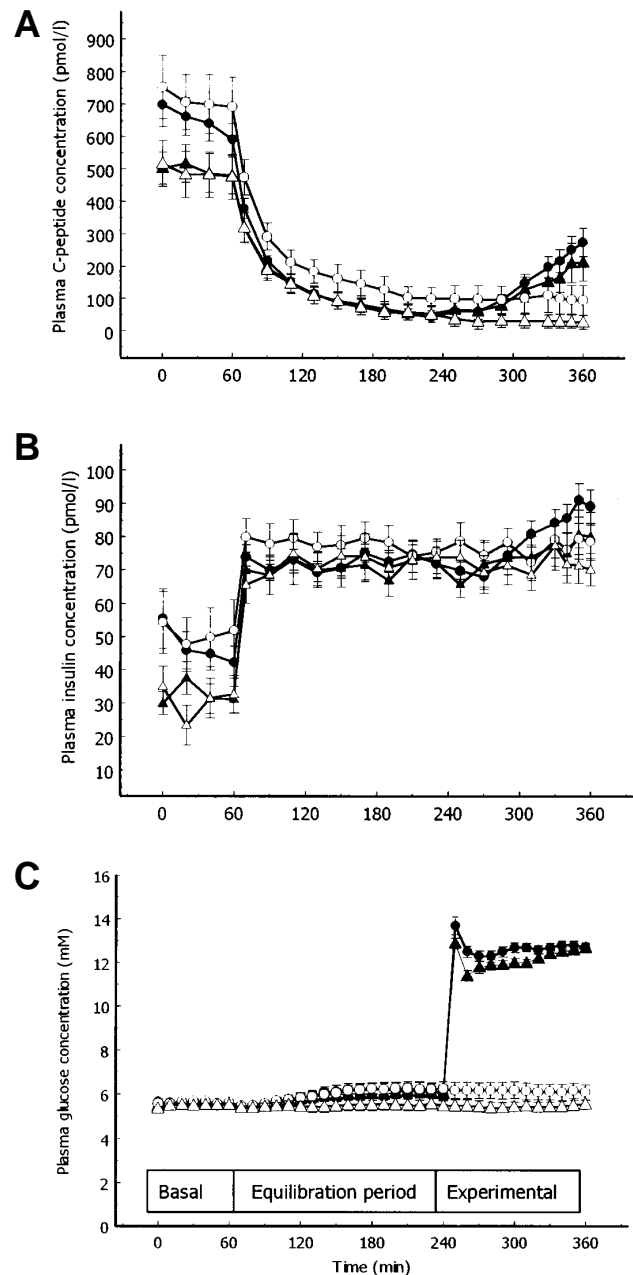 A
Plasma C-peptide concentration (pmol/l)
900
800
700
600
500
400
300
200
100
0
0 60 120 180 240 300 360
B
Plasma insulin concentration (pmol/l)
100
90
80
70
60
50
40
30
20
10
0 60 120 180 240 300 360
C
Plasma glucose concentration (mM)
16
14
12
10
8
6
4
2
0
Basal Equilibration period Experimental
0 60 120 180 240 300 360
Time (min)